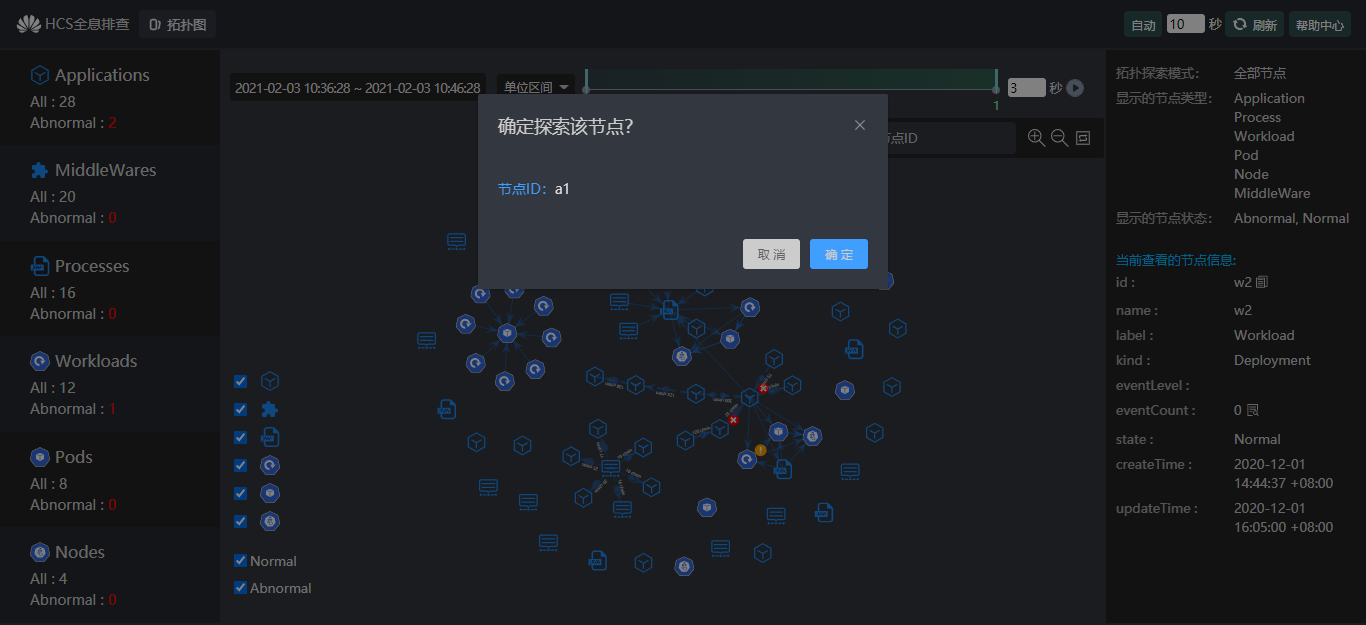 HCS全息排查
拓扑图
自动 10 秒 刷新 帮助中心
Applications
All : 28
Abnormal : 2
MiddleWares
All : 20
Abnormal : 0
Processes
All : 16
Abnormal : 0
Workloads
All : 12
Abnormal : 1
Pods
All : 8
Abnormal : 0
Nodes
All : 4
Abnormal : 0
2021-02-03 10:36:28 ~ 2021-02-03 10:46:28
单位区间
1
3 秒
点ID
确定探索该节点?
节点ID: a1
取 消
确 定
Normal
Abnormal
拓扑探索模式: 全部节点
显示的节点类型: Application
Process
Workload
Pod
Node
MiddleWare
显示的节点状态: Abnormal, Normal
当前查看的节点信息:
id : w2
name : w2
label : Workload
kind : Deployment
eventLevel :
eventCount : 0
state : Normal
createTime : 2020-12-01
14:44:37 +08:00
updateTime : 2020-12-01
16:05:00 +08:00